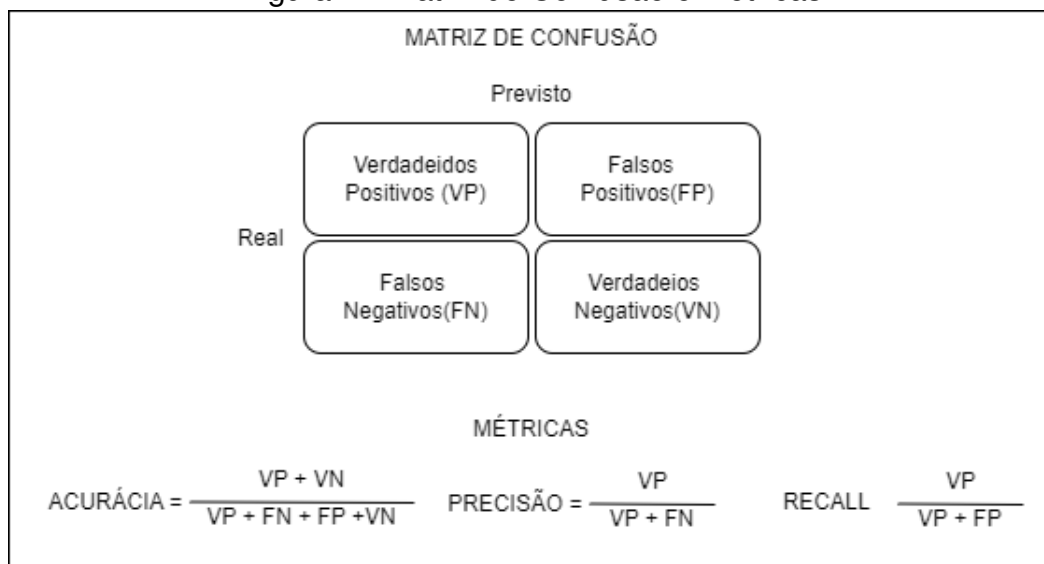 MATRIZ DE CONFUSÃO
Previsto
Verdadeidos
Positivos (VP)
Falsos
Positivos(FP)
Real
Falsos
Negativos(FN)
Verdadeios
Negativos(VN)
MÉTRICAS
ACURÁCIA = VP + VN
VP + FN + FP +VN
PRECISÃO = VP
VP + FN
RECALL VP
VP + FP